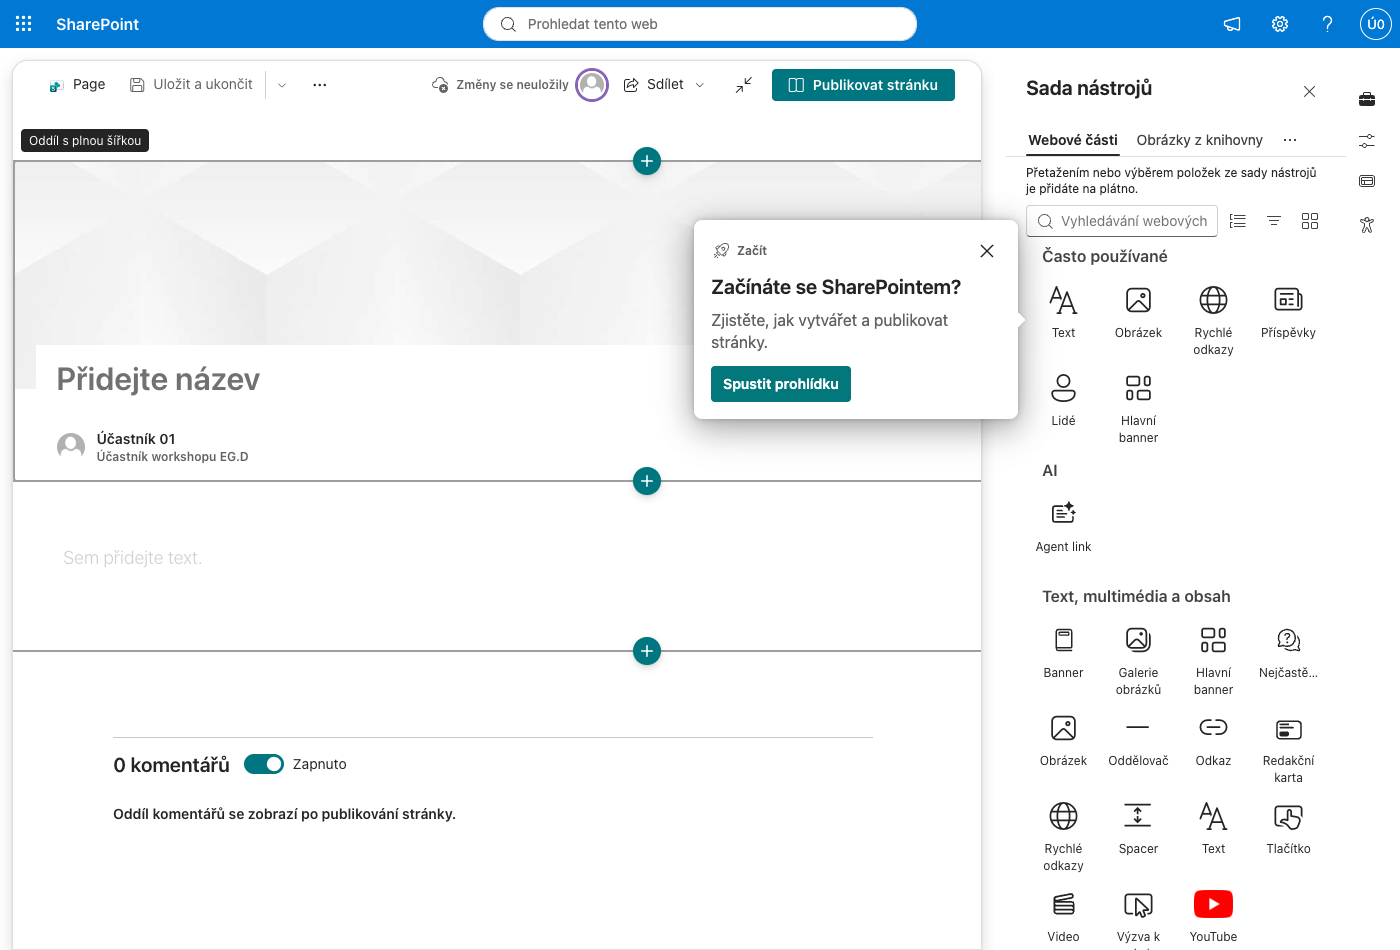 SharePoint
Prohledat tento web
Ú0
Page
Uložit a ukončit
Změny se neuložily
Sdílet
Publikovat stránku
Oddíl s plnou šířkou
Přidejte název
Účastník 01
Účastník workshopu EG.D
Sem přidejte text.
0 komentářů
Zapnuto
Oddíl komentářů se zobrazí po publikování stránky.
Začít
Začínáte se SharePointem?
Zjistěte, jak vytvářet a publikovat
stránky.
Spustit prohlídku
Sada nástrojů
Webové části
Obrázky z knihovny
Přetažením nebo výběrem položek ze sady nástrojů
je přidáte na plátno.
Vyhledávání webových
Často používané
Text
Obrázek
Rychlé
odkazy
Příspěvky
Lidé
Hlavní
banner
AI
Agent link
Text, multimédia a obsah
Banner
Galerie
obrázků
Hlavní
banner
Nejčastě...
Obrázek
Oddělovač
Odkaz
Redakční
karta
Rychlé
odkazy
Spacer
Text
Tlačítko
Video
Výzva k
YouTube